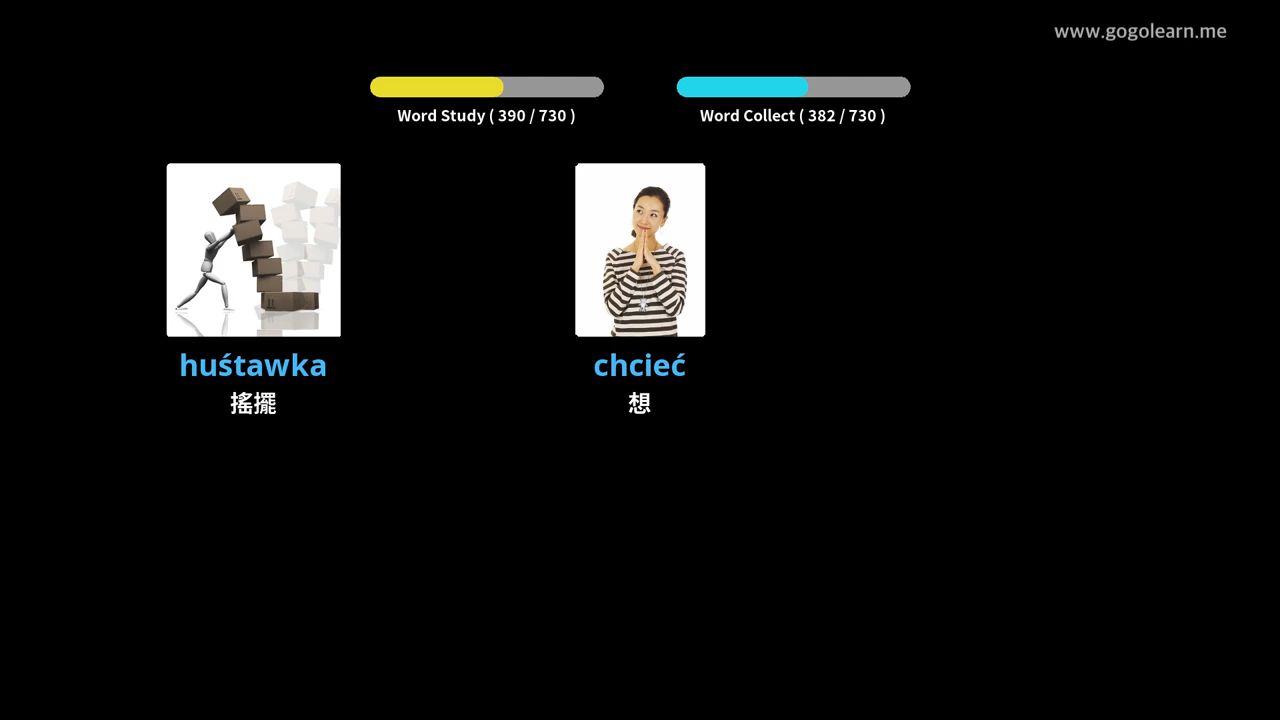 www.gogolearn.me
Word Study ( 390 / 730 )
Word Collect ( 382 / 730 )
huśtawka
搖擺
chcieć
想